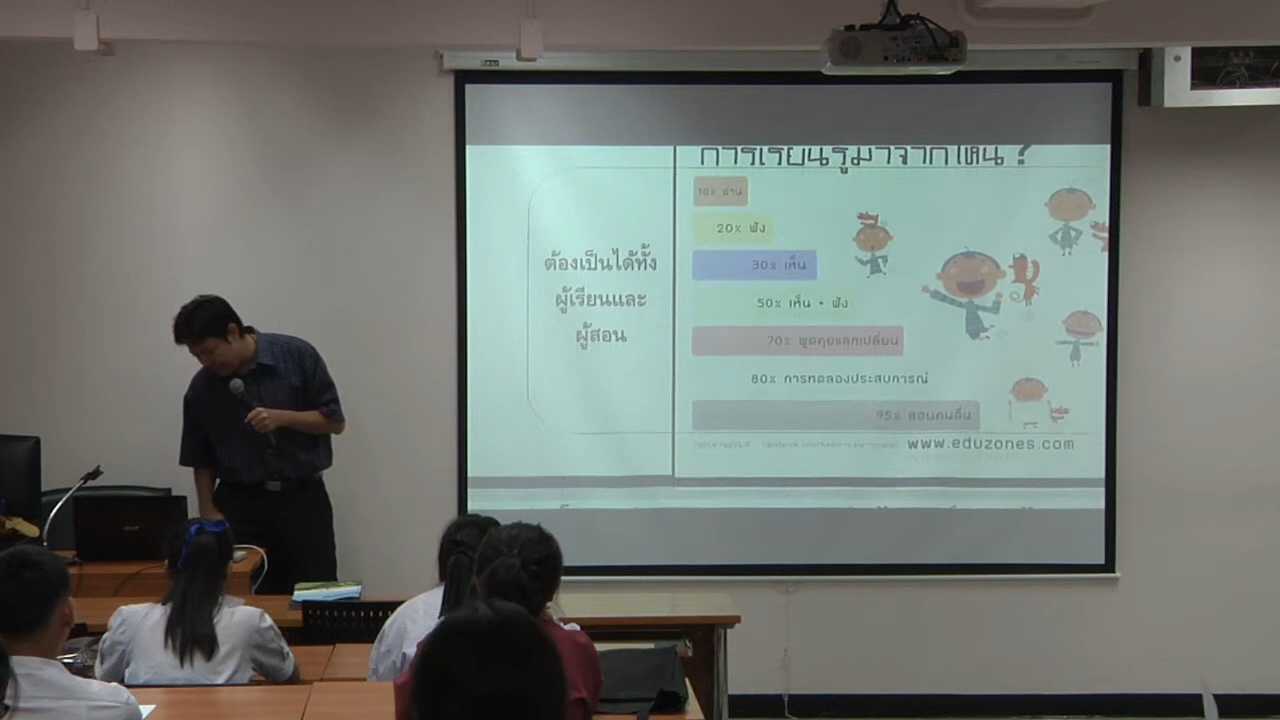 การเรียนรู้มาจากไหน ?
ต้องเป็นได้ทั้ง
ผู้เรียนและ
ผู้สอน
10% อ่าน
20% ฟัง
30% เห็น
50% เห็น + ฟัง
70% พูดคุยแลกเปลี่ยน
80% การทดลองประสบการณ์
95% สอนคนอื่น
www.eduzones.com